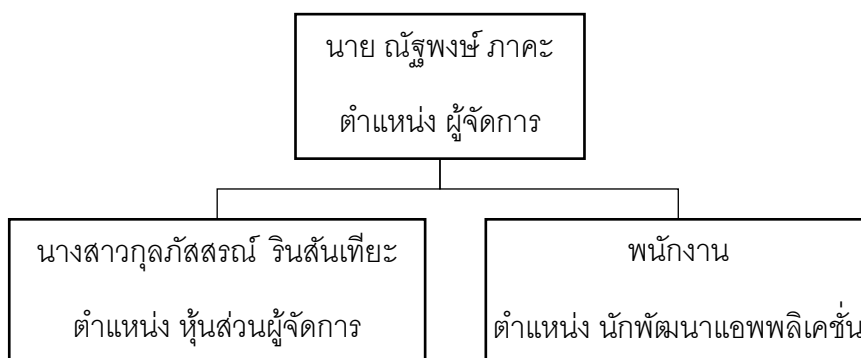 นาย ณัฐพงษ์ ภาคะ
ตำแหน่ง ผู้จัดการ
นางสาวกุลภัสสรณ์ รินสันเทียะ
ตำแหน่ง หุ้นส่วนผู้จัดการ
พนักงาน
ตำแหน่ง นักพัฒนาแอพพลิเคชั่น